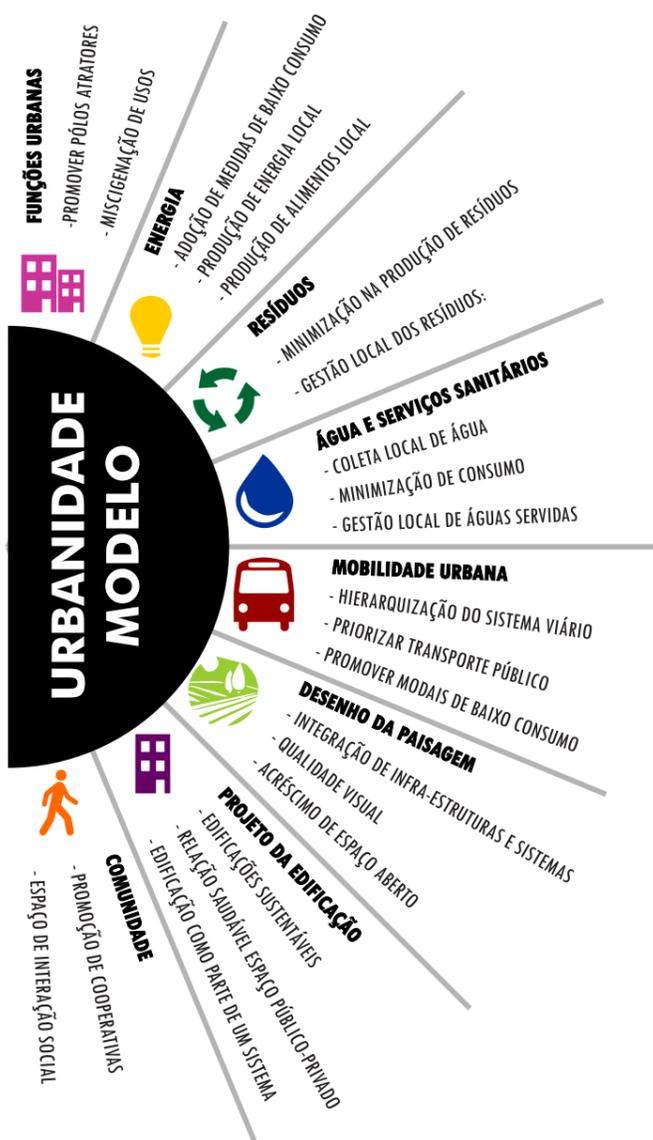 URBANIDADE
MODELO
FUNÇÕES URBANAS
-PROMOVER PÓLOS ATRATORES
- MISCIGENAÇÃO DE USOS
ENERGIA
- ADOÇÃO DE MEDIDAS DE BAIXO CONSUMO
- PRODUÇÃO DE ENERGIA LOCAL
- PRODUÇÃO DE ALIMENTOS LOCAL
RESÍDUOS
- MINIMIZAÇÃO NA PRODUÇÃO DE RESÍDUOS
- GESTÃO LOCAL DOS RESÍDUOS:
ÁGUA E SERVIÇOS SANITÁRIOS
- COLETA LOCAL DE ÁGUA
- MINIMIZAÇÃO DE CONSUMO
- GESTÃO LOCAL DE ÁGUAS SERVIDAS
MOBILIDADE URBANA
- HIERARQUIZAÇÃO DO SISTEMA VIÁRIO
- PRIORIZAR TRANSPORTE PÚBLICO
- PROMOVER MODAIS DE BAIXO CONSUMO
DESENHO DA PAISAGEM
- INTEGRAÇÃO DE INFRA-ESTRUTURAS E SISTEMAS
- QUALIDADE VISUAL
- ACRÉSCIMO DE ESPAÇO ABERTO
PROJETO DA EDIFICAÇÃO
- EDIFICAÇÕES SUSTENTÁVEIS
- RELAÇÃO SAUDÁVEL ESPAÇO PÚBLICO-PRIVADO
- EDIFICAÇÃO COMO PARTE DE UM SISTEMA
COMUNIDADE
- PROMOÇÃO DE COOPERATIVAS
- ESPAÇO DE INTERAÇÃO SOCIAL